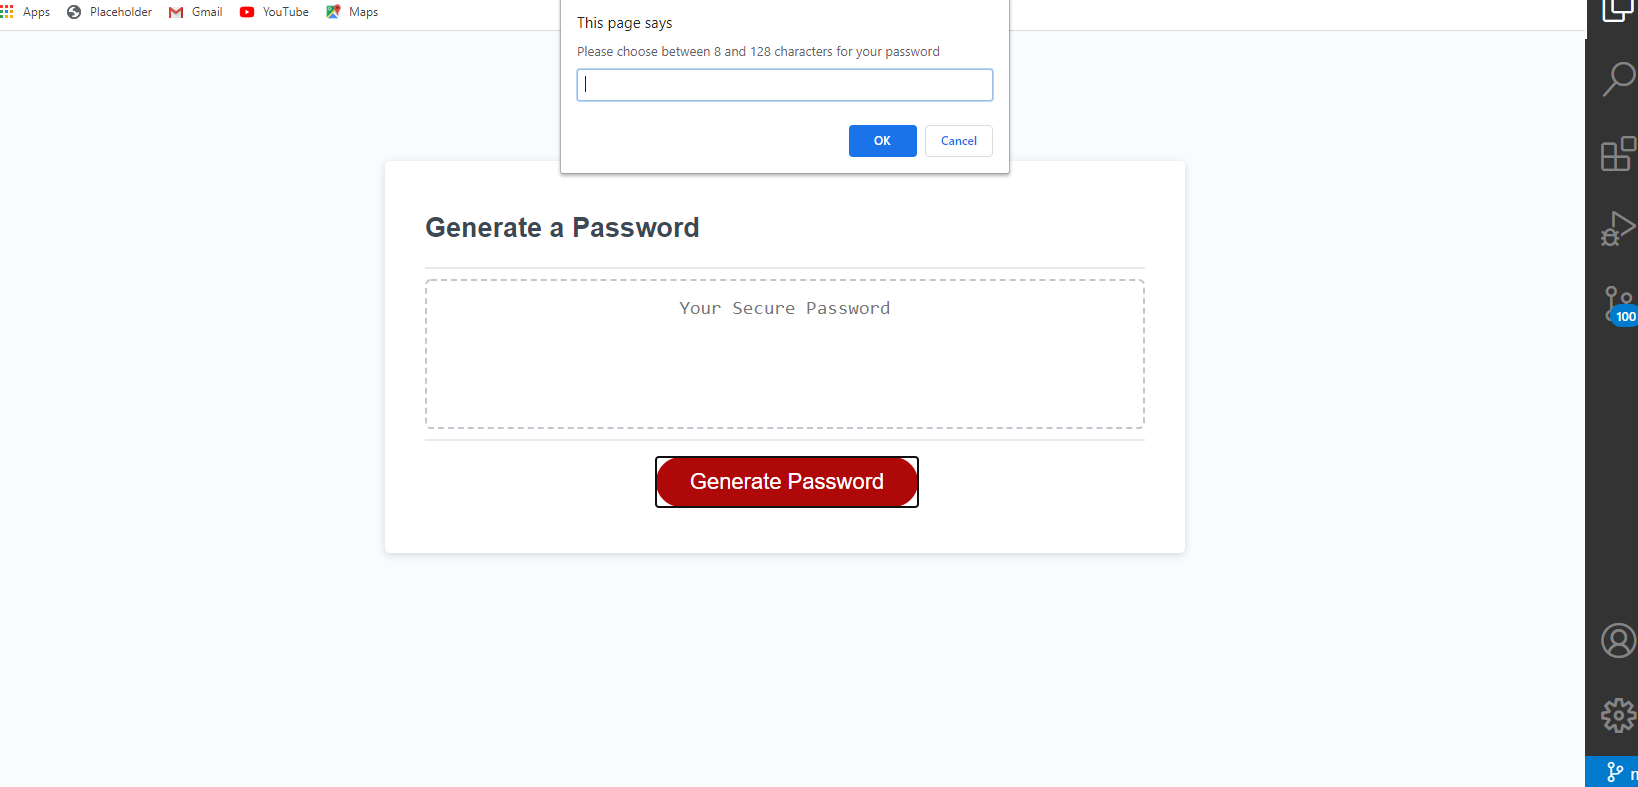 Apps Placeholder Gmail YouTube Maps
This page says
Please choose between 8 and 128 characters for your password
OK Cancel
Generate a Password
Your Secure Password
Generate Password
100